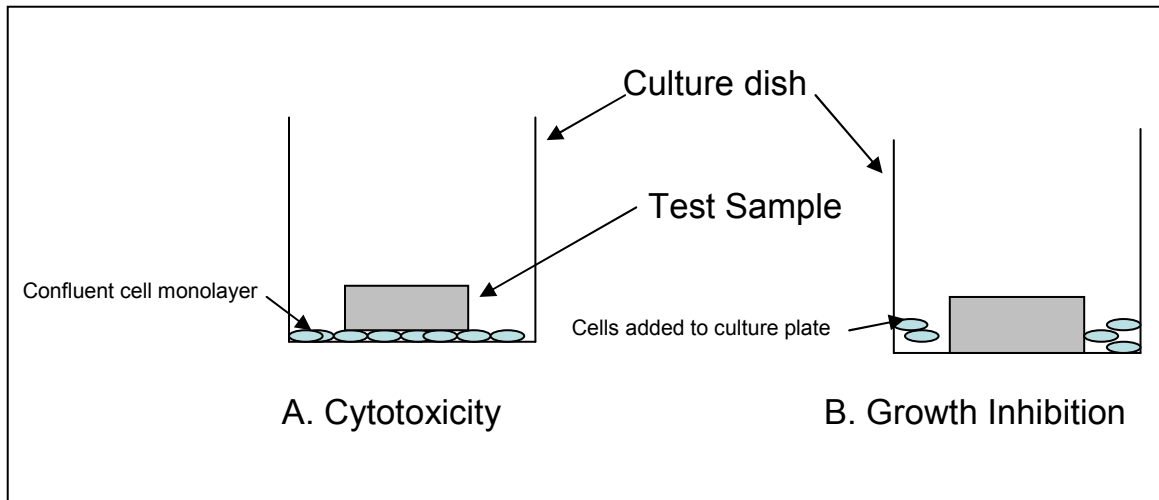 Culture dish
Test Sample
Confluent cell monolayer
Cells added to culture plate
A. Cytotoxicity
B. Growth Inhibition